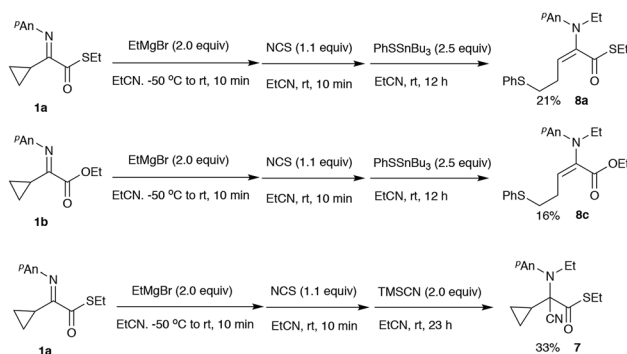 pAn
N
SEt
O
1a
EtMgBr (2.0 equiv)
EtCN. -50 oC to rt, 10 min
NCS (1.1 equiv)
EtCN, rt, 10 min
PhSSnBu3 (2.5 equiv)
EtCN, rt, 12 h
pAn
N
Et
SEt
O
PhS
21% 8a
pAn
N
OEt
O
1b
EtMgBr (2.0 equiv)
EtCN. -50 oC to rt, 10 min
NCS (1.1 equiv)
EtCN, rt, 10 min
PhSSnBu3 (2.5 equiv)
EtCN, rt, 12 h
pAn
N
Et
OEt
O
PhS
16% 8c
pAn
N
SEt
O
1a
EtMgBr (2.0 equiv)
EtCN. -50 oC to rt, 10 min
NCS (1.1 equiv)
EtCN, rt, 10 min
TMSCN (2.0 equiv)
EtCN, rt, 23 h
pAn
N
Et
SEt
CN
O
33% 7